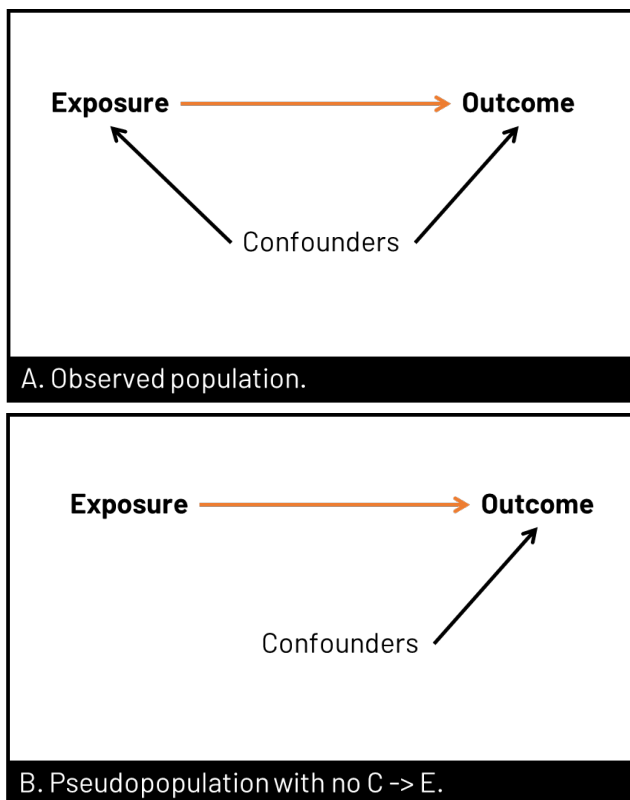 Exposure Outcome
Confounders
A. Observed population.
Exposure Outcome
Confounders
B. Pseudopopulation with no C -> E.